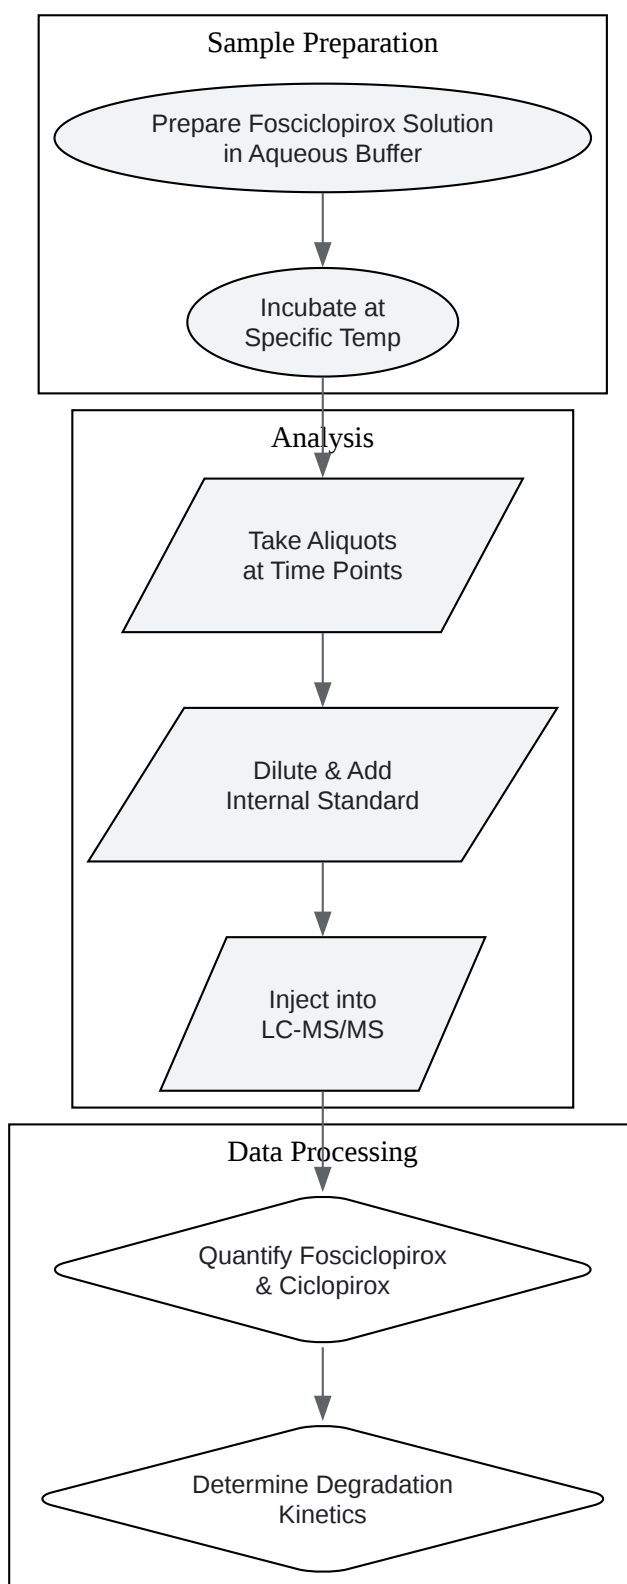 Sample Preparation
Prepare Fosciclopirox Solution
in Aqueous Buffer
Incubate at
Specific Temp
Analysis
Take Aliquots
at Time Points
Dilute & Add
Internal Standard
Inject into
LC-MS/MS
Data Processing
Quantify Fosciclopirox
& Ciclopirox
Determine Degradation
Kinetics